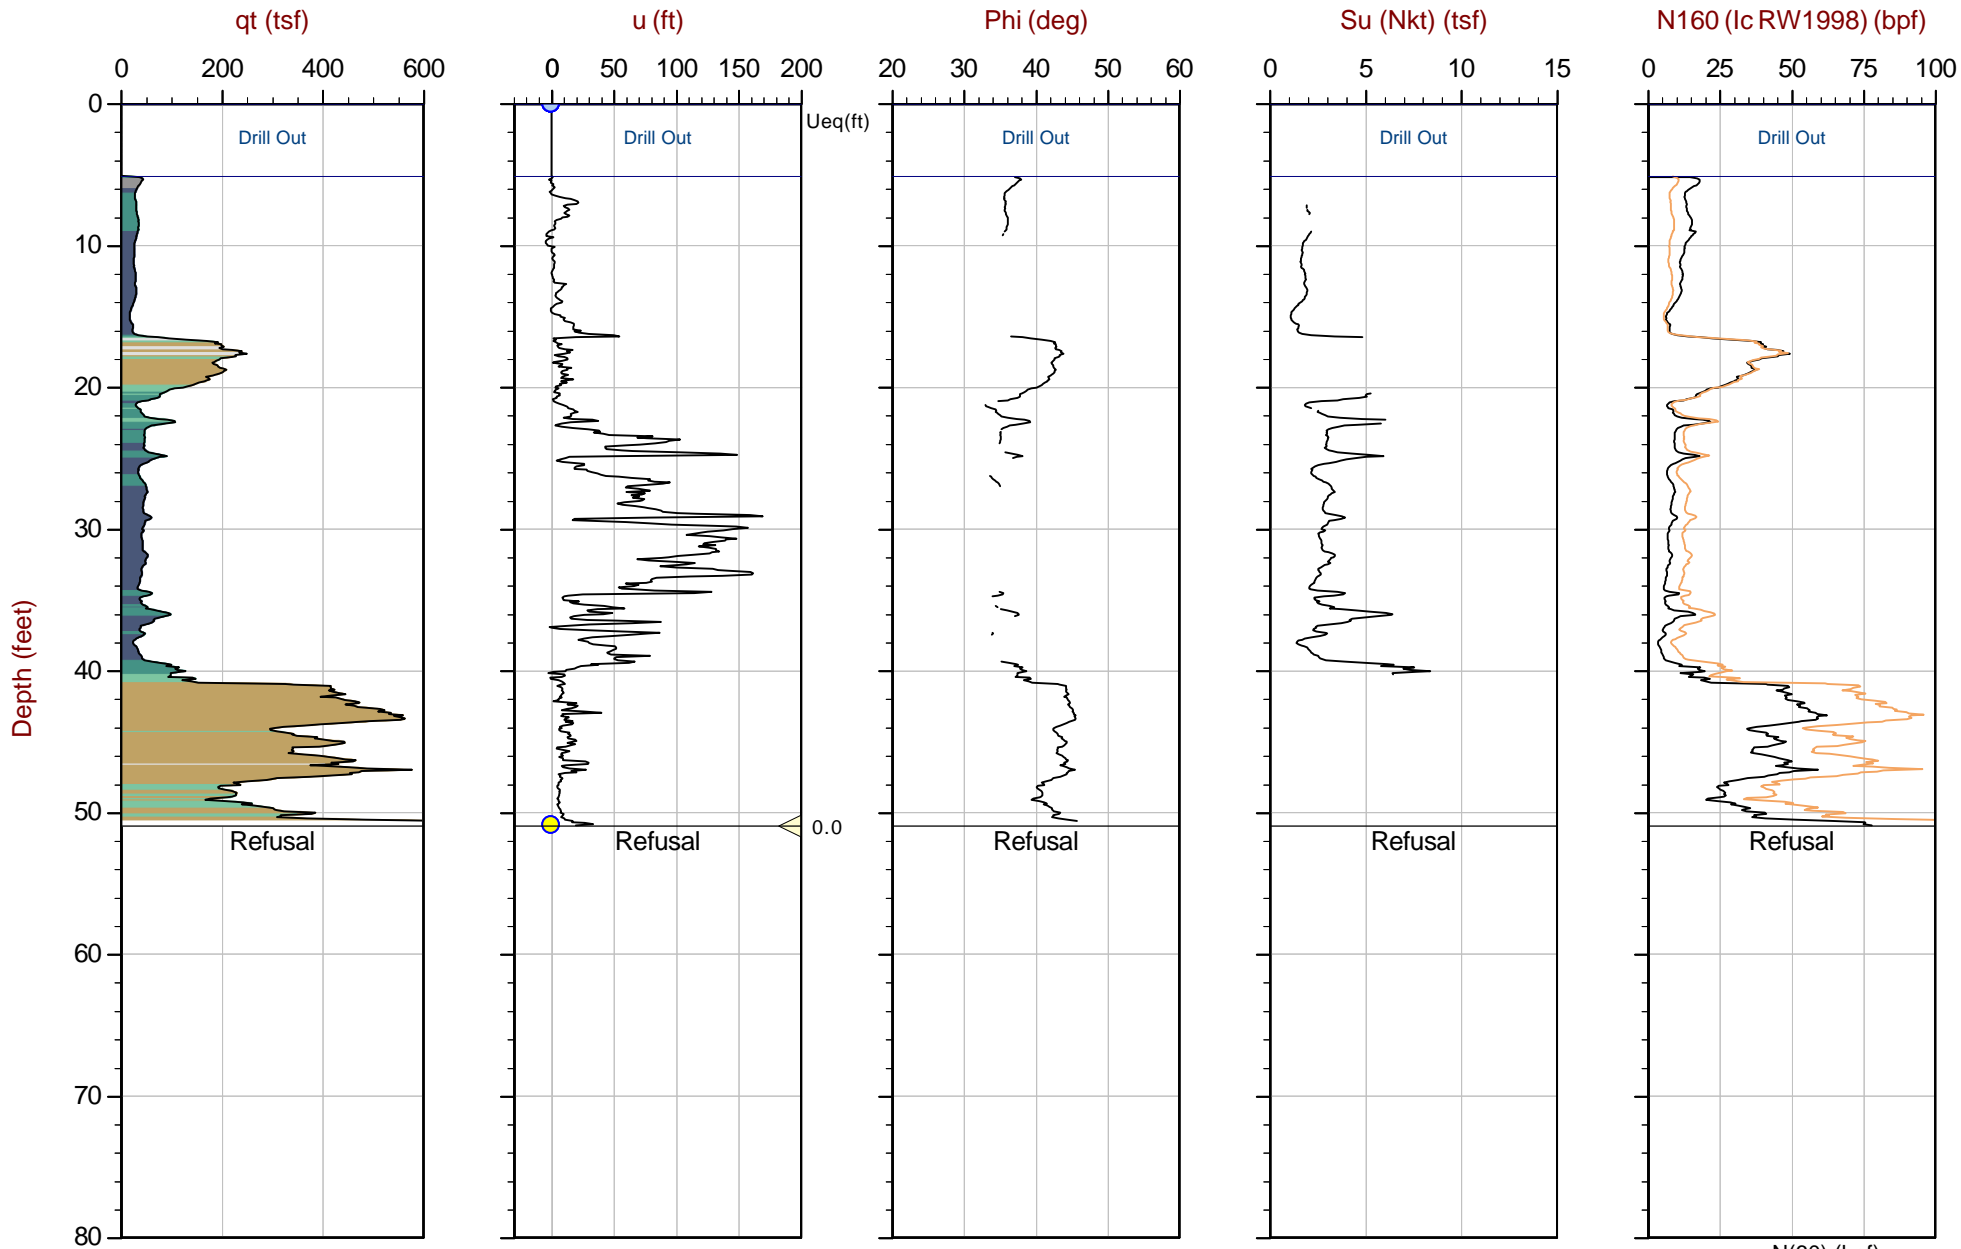 qt (tsf) u (ft) Phi (deg) Su (Nkt) (tsf) N160 (Ic RW1998) (bpf)
0 200 400 600 0 50 100 150 200 20 30 40 50 60 0 5 10 15 0 25 50 75 100
0
Ueq(ft)
Drill Out Drill Out Drill Out Drill Out Drill Out
10
20
30
Depth (feet)
40
50
0.0
Refusal Refusal Refusal Refusal Refusal
60
70
80